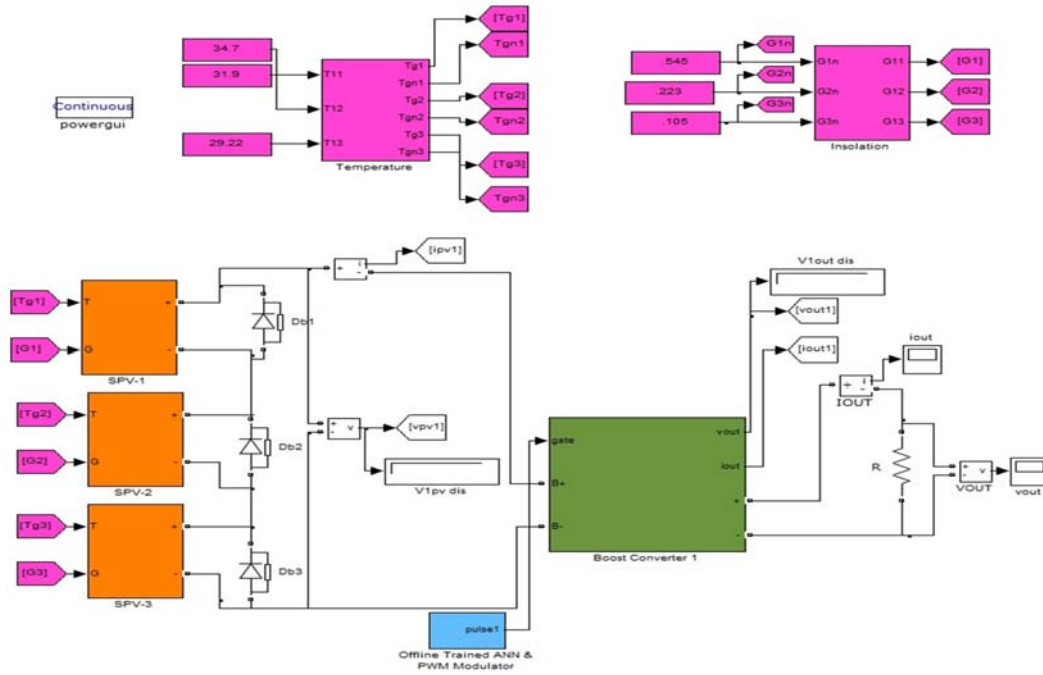 34.7
31.9
29.22
T11
T12
T13
Tg1
Tgn1
Tg2
Tgn2
Tg3
Tgn3
Temperature
[Tg1]
Tgn1
[Tg2]
Tgn2
[Tg3]
Tgn3
Continuous
powergui
.545
.223
.105
G1n
G2n
G3n
G1n
G2n
G3n
G11
G12
G13
Insolation
[G1]
[G2]
[G3]
[Tg1]
[G1]
T
G
+
-
SPV-1
[Tg2]
[G2]
T
G
+
-
SPV-2
[Tg3]
[G3]
T
G
+
-
SPV-3
Db1
Db2
Db3
+
-
i
[ipv1]
+
-
v
[vpv1]
V1pv dis
gate
B+
B-
vout
iout
+
-
Boost Converter 1
pulse1
Offline Trained ANN &
PWM Modulator
V1out dis
[vout1]
[iout1]
+
i
-
IOUT
iout
R
+
-
v
VOUT
vout